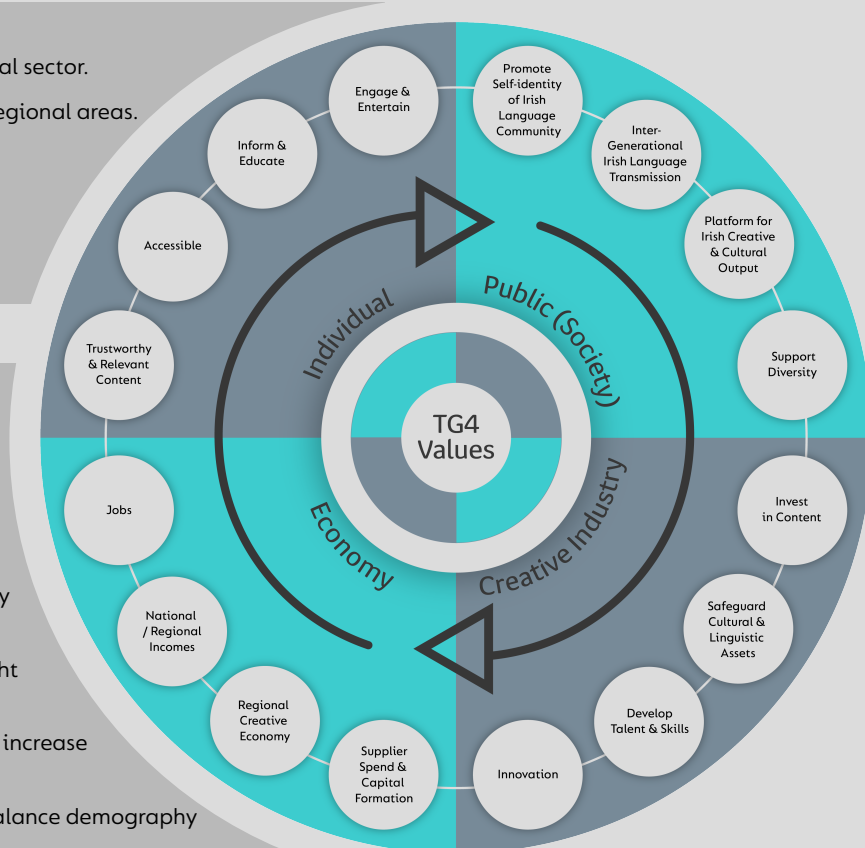 al sector.
egional areas.
y
ht
increase
alance demography
Engage &
Entertain
Inform &
Educate
Accessible
Trustworthy
& Relevant
Content
Individual
Promote
Self-identity
of Irish
Language
Community
Inter-
Generational
Irish Language
Transmission
Platform for
Irish Creative
& Cultural
Output
Support
Diversity
Public (Society)
TG4
Values
Invest
in Content
Safeguard
Cultural &
Linguistic
Assets
Develop
Talent & Skills
Innovation
Creative Industry
Jobs
National
/ Regional
Incomes
Regional
Creative
Economy
Supplier
Spend &
Capital
Formation
Economy